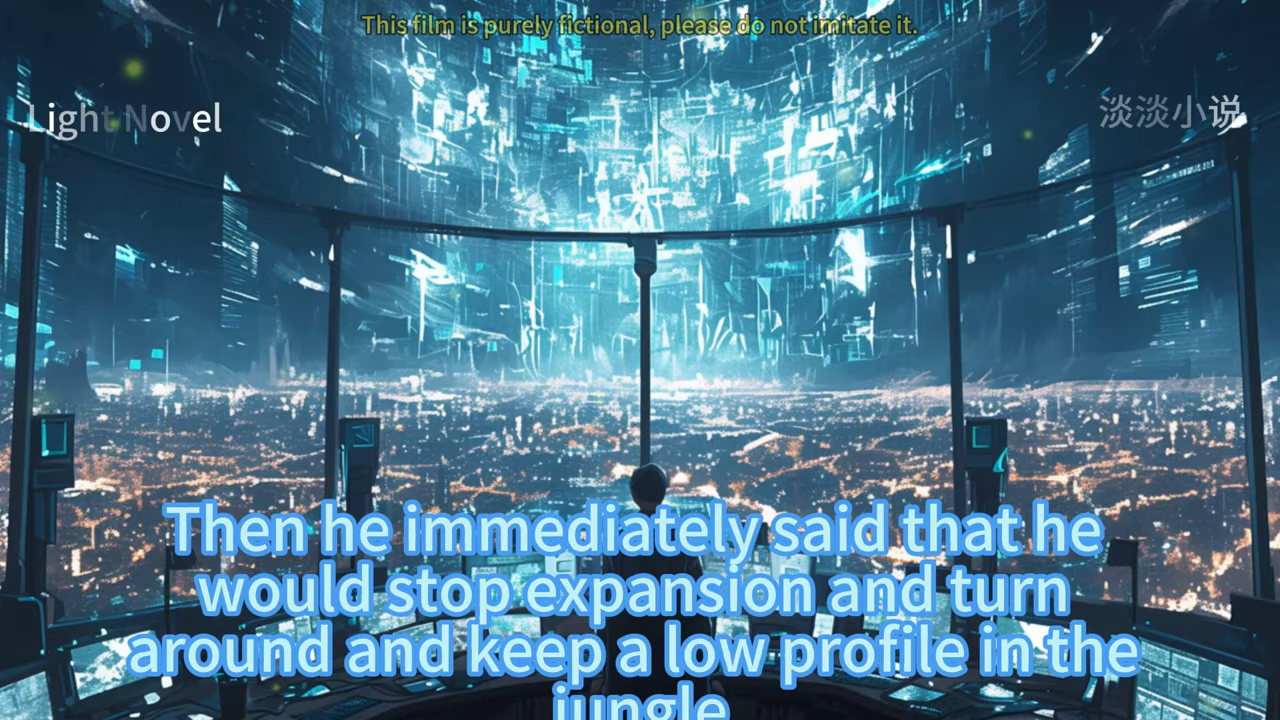 This film is purely fictional, please do not imitate it.
Light Novel
淡淡小说
Then he immediately said that he
would stop expansion and turn
around and keep a low profile in the
jungle